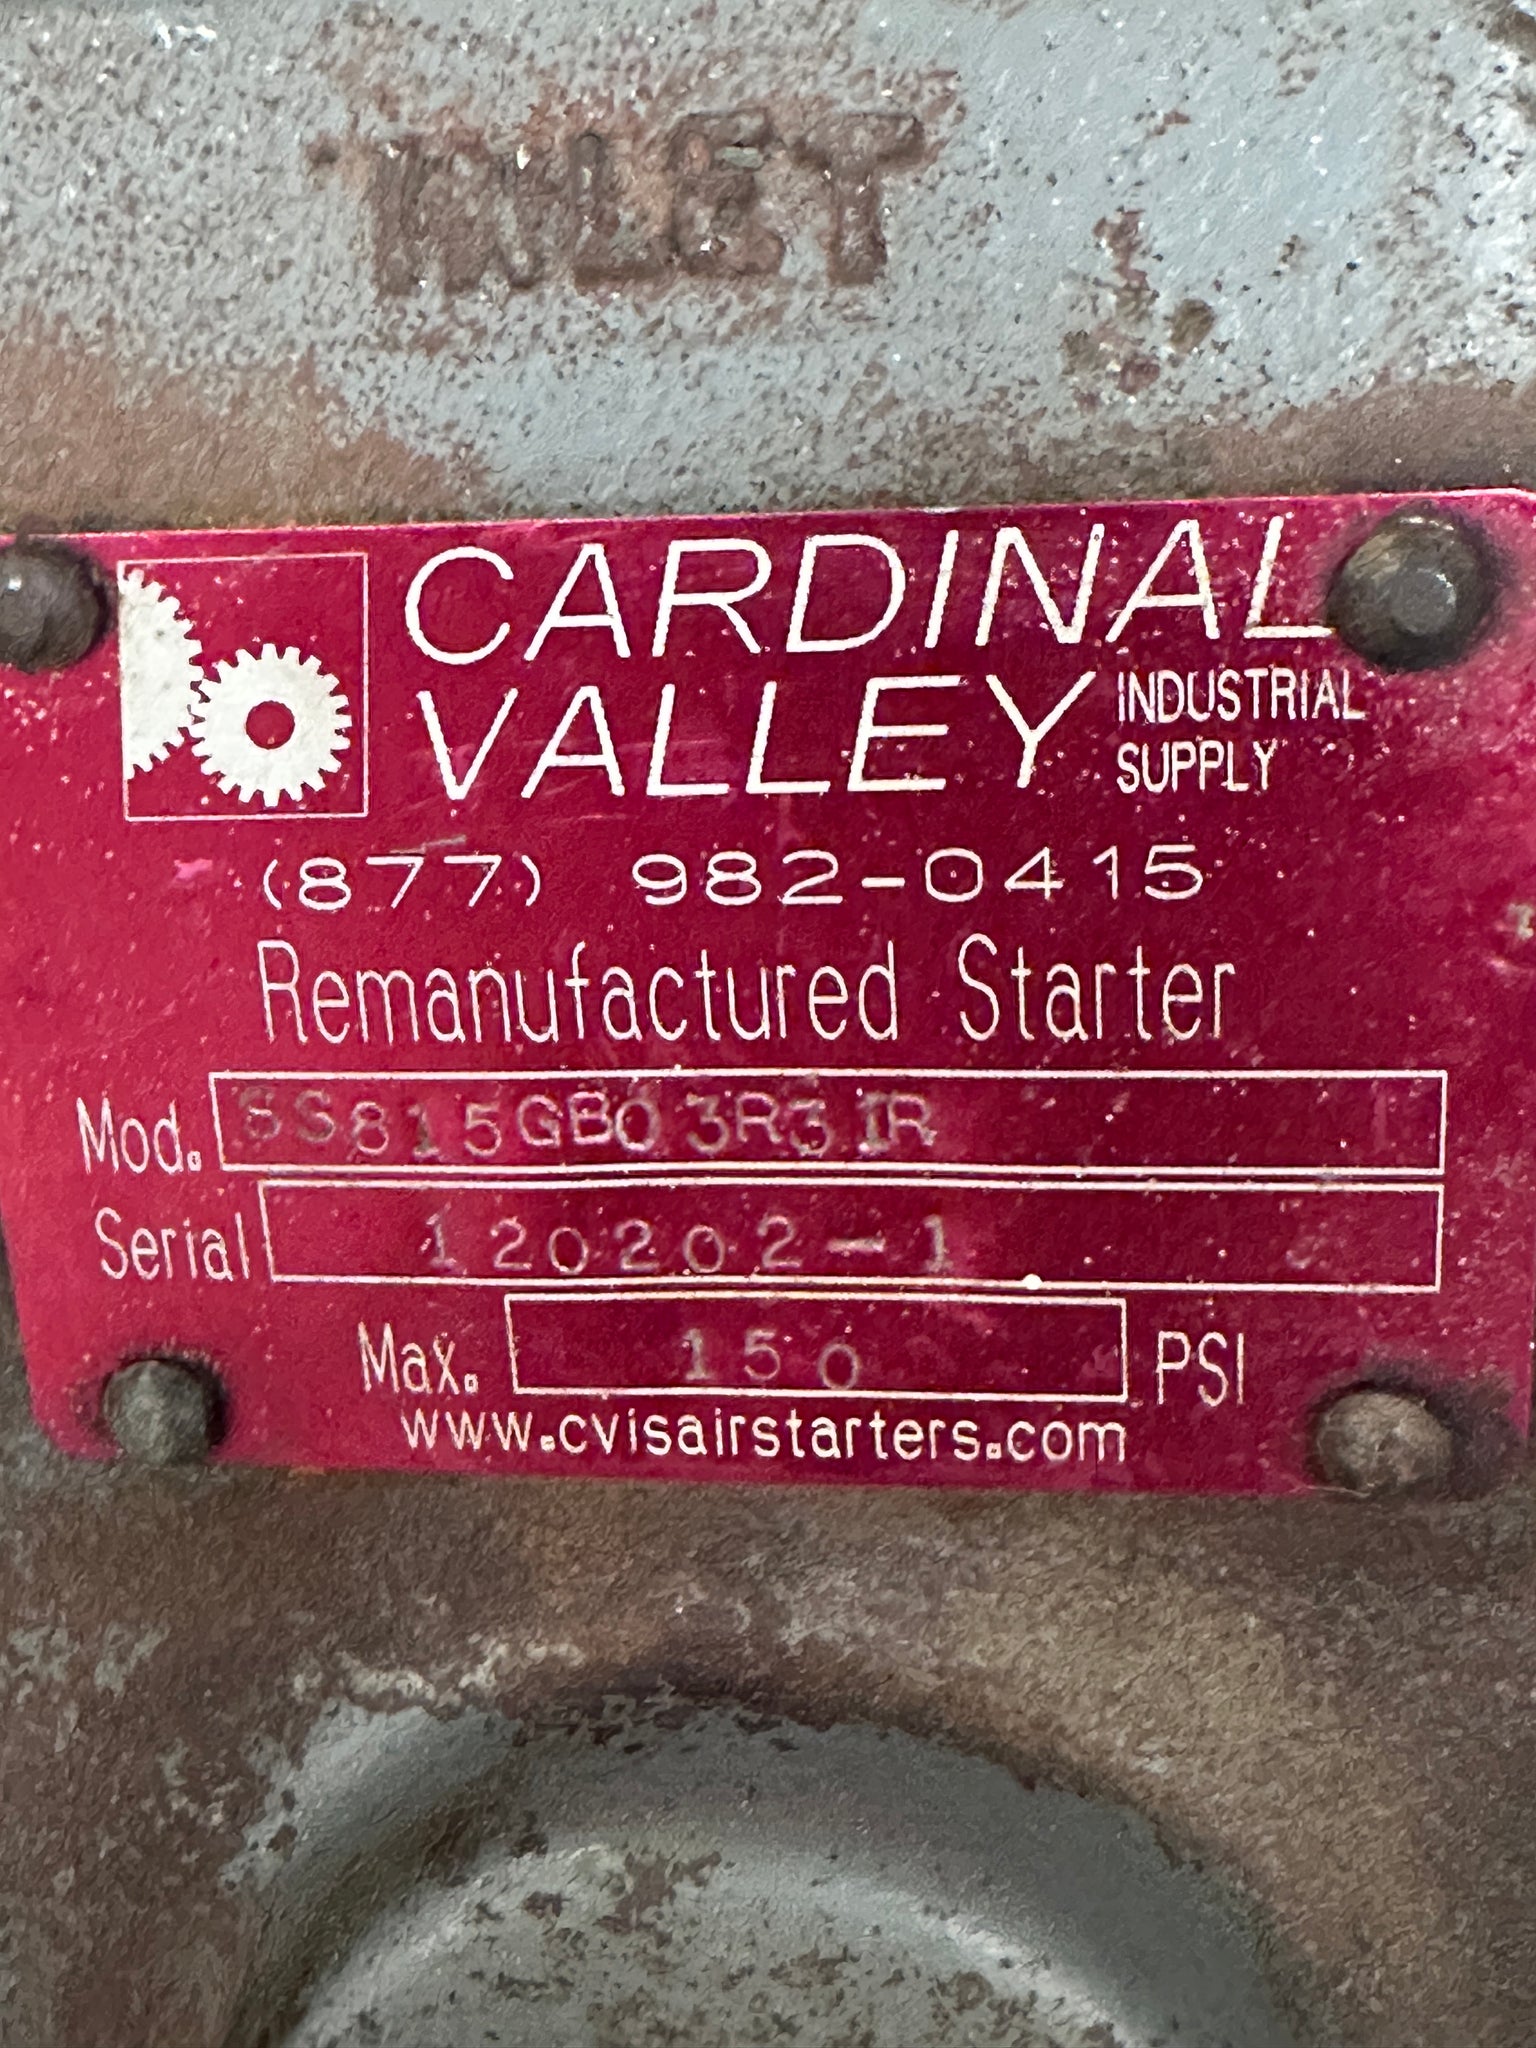 INLET
CARDINAL
VALLEY INDUSTRIAL
SUPPLY
(877) 982-0415
Remanufactured Starter
Mod. SS815GB03R31R
Serial 120202-1
Max. 150 PSI
www.cvisairstarters.com